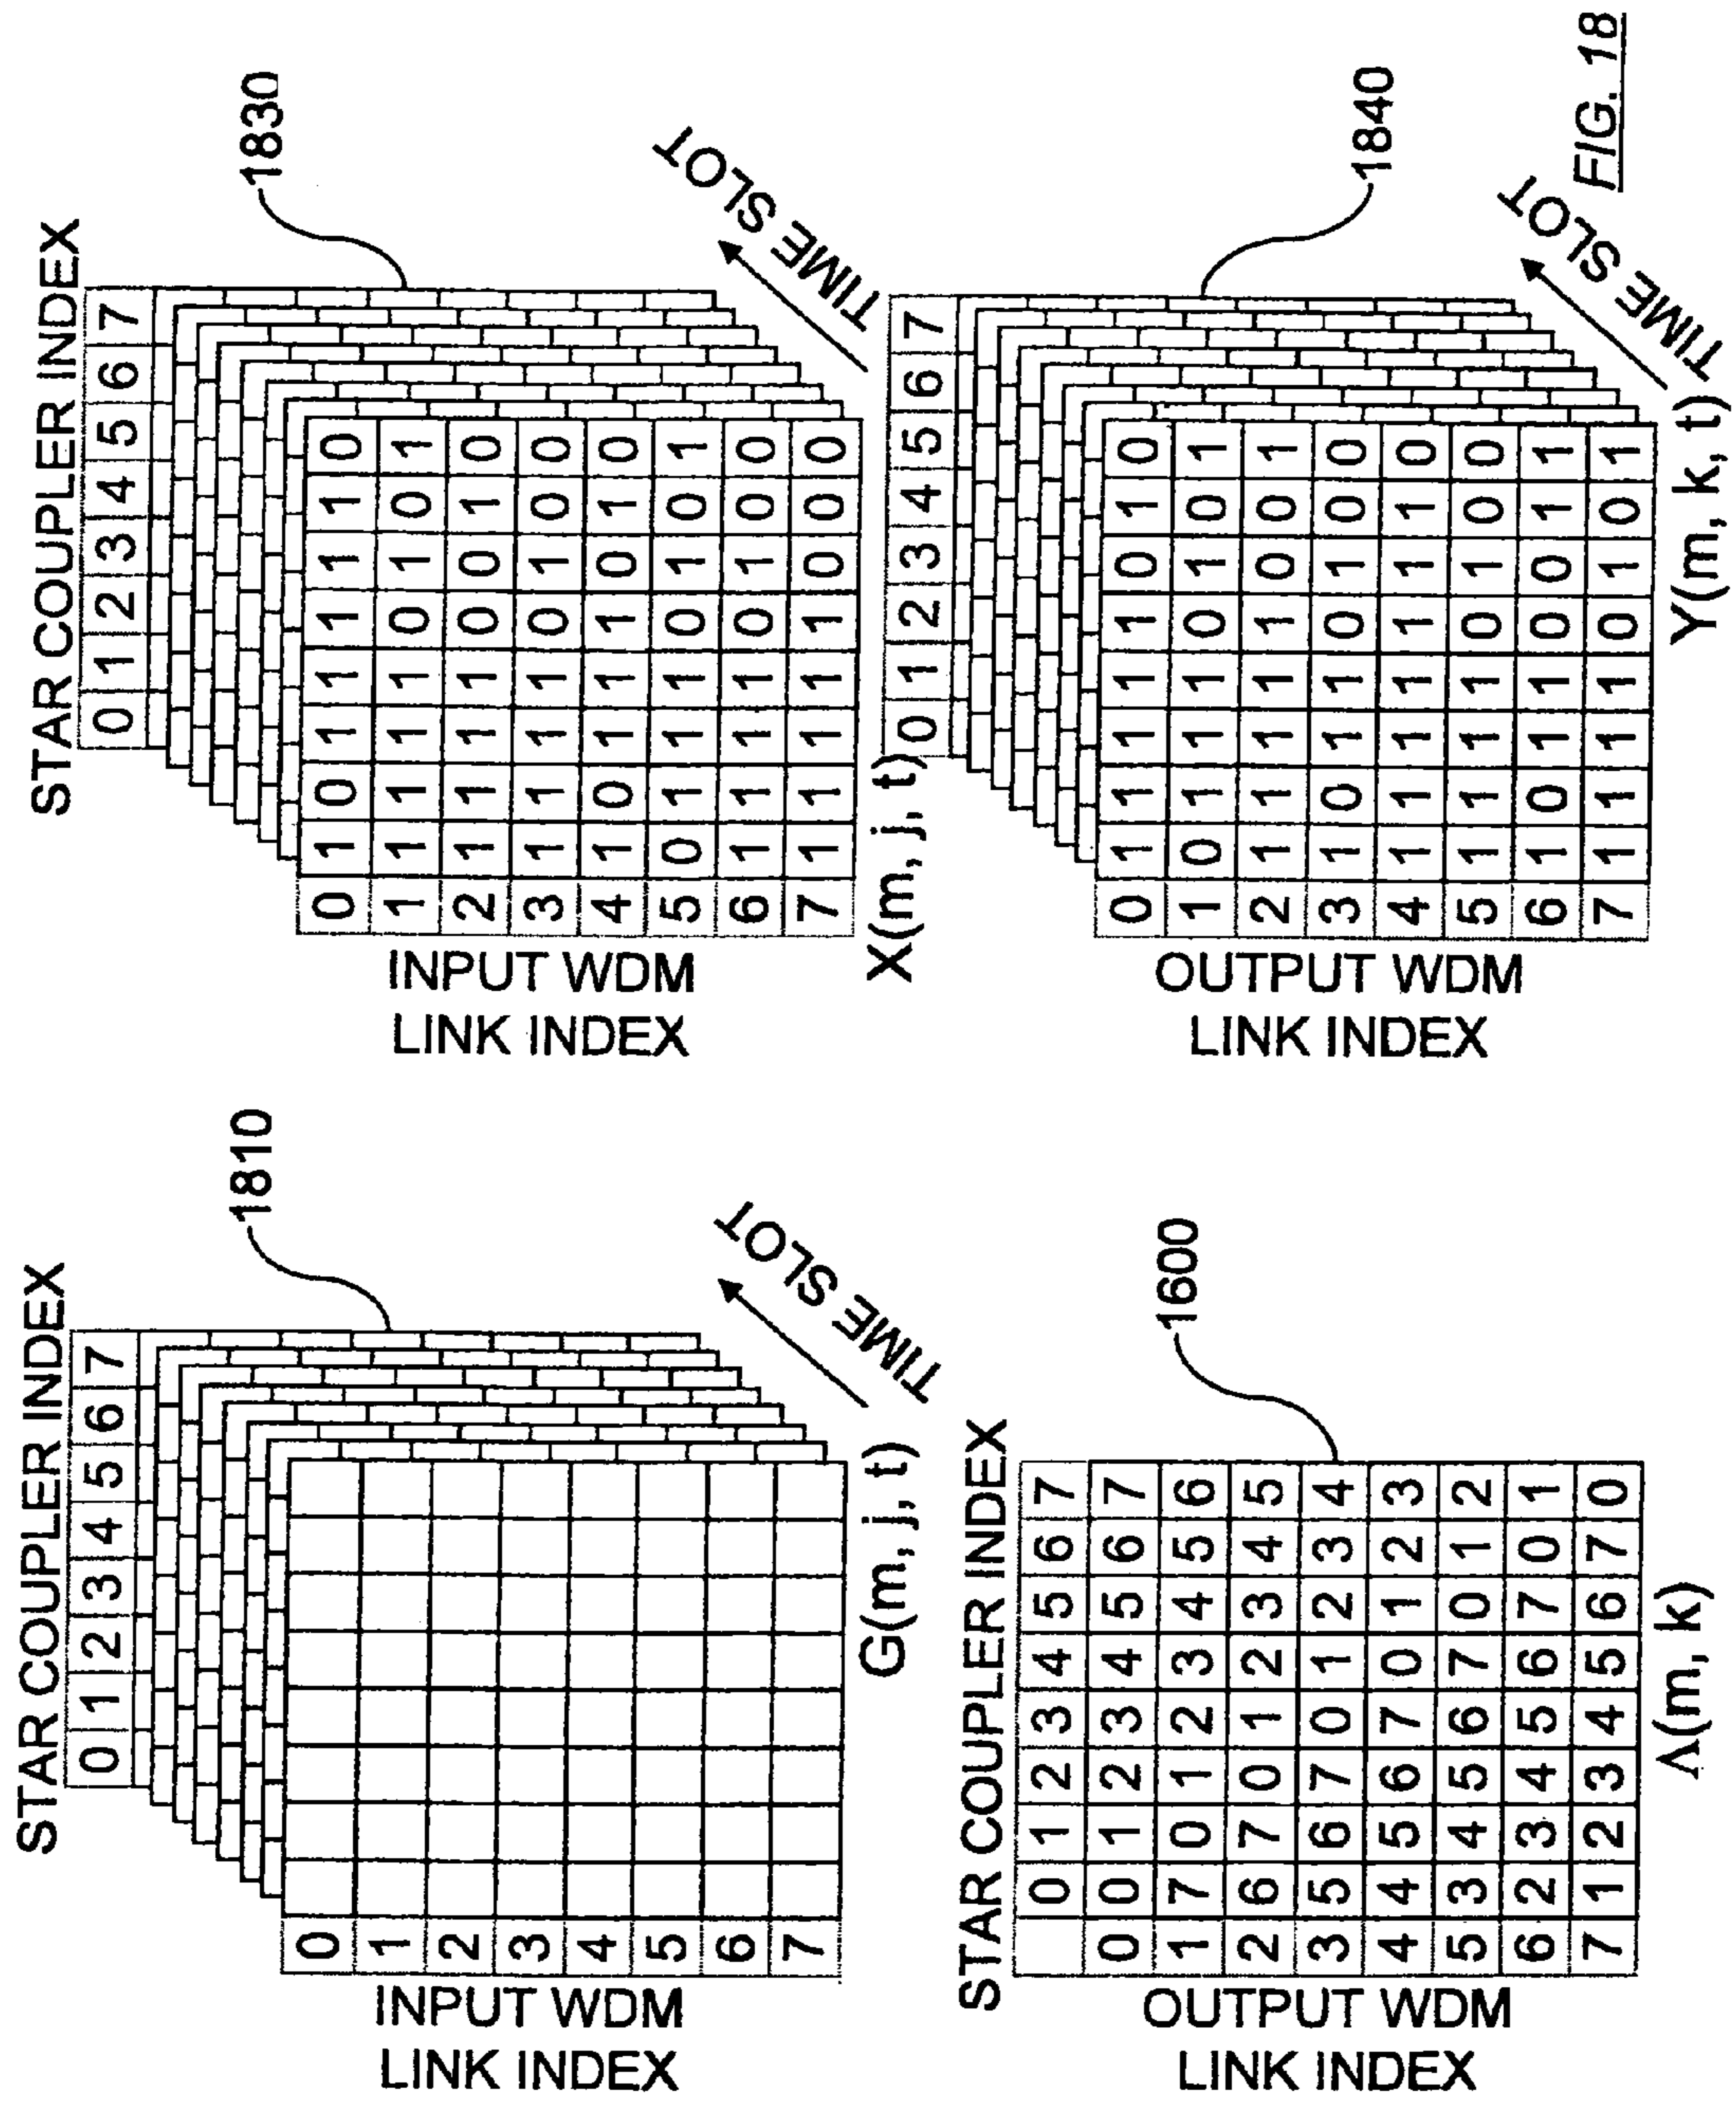 STAR COUPLER INDEX
0 1 2 3 4 5 6 7
1810
INPUT WDM
LINK INDEX
0
1
2
3
4
5
6
7
G(m, j, t)
TIME SLOT
STAR COUPLER INDEX
0 1 2 3 4 5 6 7
1830
INPUT WDM
LINK INDEX
0 1 0 1 1 1 1 1 0
1 1 1 1 1 0 1 0 1
2 1 1 1 1 0 0 1 0
3 1 1 1 1 0 1 0 0
4 1 0 1 1 1 0 1 0
5 0 1 1 1 0 1 0 1
6 1 1 1 1 0 1 0 0
7 1 1 1 1 1 0 0 0
X(m, j, t)
TIME SLOT
STAR COUPLER INDEX
0 1 2 3 4 5 6 7
1600
OUTPUT WDM
LINK INDEX
0 0 1 2 3 4 5 6 7
1 7 0 1 2 3 4 5 6
2 6 7 0 1 2 3 4 5
3 5 6 7 0 1 2 3 4
4 4 5 6 7 0 1 2 3
5 3 4 5 6 7 0 1 2
6 2 3 4 5 6 7 0 1
7 1 2 3 4 5 6 7 0
Λ(m, k)
0 1 2 3 4 5 6 7
1840
OUTPUT WDM
LINK INDEX
0 1 1 1 1 1 0 1 0
1 0 1 1 1 0 1 0 1
2 1 1 1 1 1 0 0 1
3 1 0 1 1 0 1 0 0
4 1 1 1 1 1 1 1 0
5 1 1 1 1 0 1 0 0
6 1 0 1 1 0 0 1 1
7 1 1 1 1 0 1 0 1
Y(m, k, t)
TIME SLOT
FIG. 18